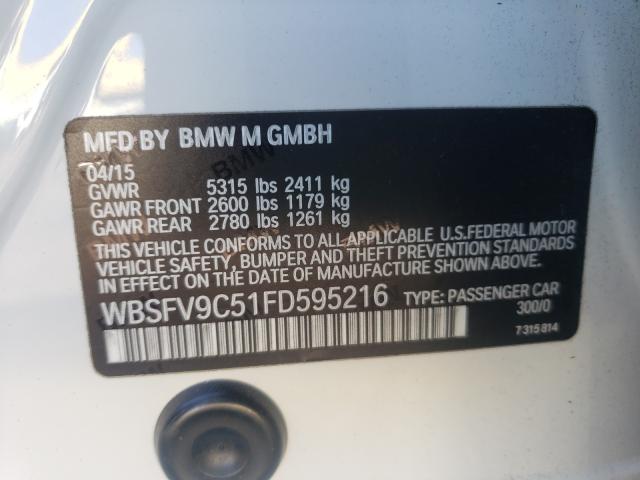 MFD BY BMW M GMBH
04/15
GVWR 5315 lbs 2411 kg
GAWR FRONT 2600 lbs 1179 kg
GAWR REAR 2780 lbs 1261 kg
THIS VEHICLE CONFORMS TO ALL APPLICABLE U.S.FEDERAL MOTOR
VEHICLE SAFETY, BUMPER AND THEFT PREVENTION STANDARDS
IN EFFECT ON THE DATE OF MANUFACTURE SHOWN ABOVE.
WBSFV9C51FD595216 TYPE: PASSENGER CAR
300/0
7315814